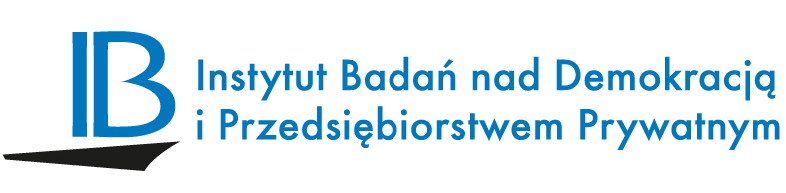 IB
Instytut Badań nad Demokracją
i Przedsiębiorstwem Prywatnym